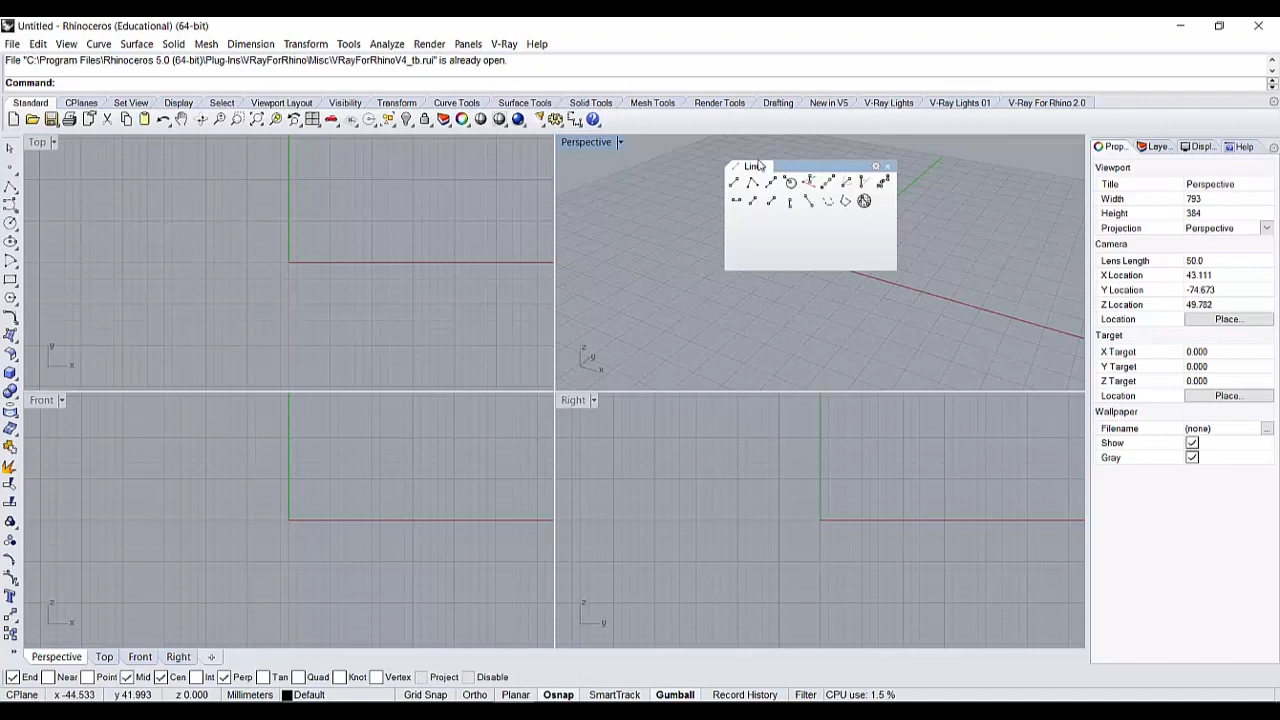 Untitled - Rhinoceros (Educational) (64-bit)
File Edit View Curve Surface Solid Mesh Dimension Transform Tools Analyze Render Panels V-Ray Help
File "C:\Program Files\Rhinoceros 5.0 (64-bit)\Plug-Ins\VRayForRhino\Misc\VRayForRhinoV4_tb.rui" is already open.
Command:
Standard CPlanes Set View Display Select Viewport Layout Visibility Transform Curve Tools Surface Tools Solid Tools Mesh Tools Render Tools Drafting New in V5 V-Ray Lights V-Ray Lights 01 V-Ray For Rhino 2.0
Top
Perspective
Prop... Laye... Displ... Help
Viewport
Title Perspective
Width 793
Height 384
Projection Perspective
Camera
Lens Length 50.0
X Location 43.111
Y Location -74.673
Z Location 49.782
Location Place...
Target
X Target 0.000
Y Target 0.000
Z Target 0.000
Location Place...
Wallpaper
Filename (none) ...
Show
Gray
y
x
z
y
x
Front
Right
z
x
z
y
Perspective Top Front Right
End Near Point Mid Cen Int Perp Tan Quad Knot Vertex Project Disable
CPlane x -44.533 y 41.993 z 0.000 Millimeters Default Grid Snap Ortho Planar Osnap SmartTrack Gumball Record History Filter CPU use: 1.5 %